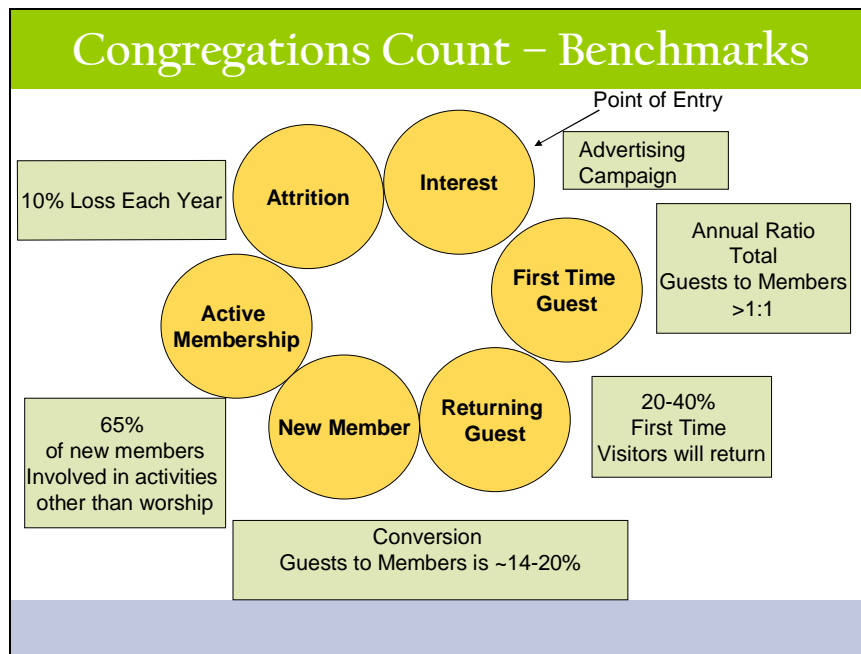 Congregations Count – Benchmarks
Point of Entry
Interest
Advertising
Campaign
First Time
Guest
Annual Ratio
Total
Guests to Members
>1:1
Returning
Guest
20-40%
First Time
Visitors will return
New Member
Conversion
Guests to Members is ~14-20%
Active
Membership
65%
of new members
Involved in activities
other than worship
Attrition
10% Loss Each Year